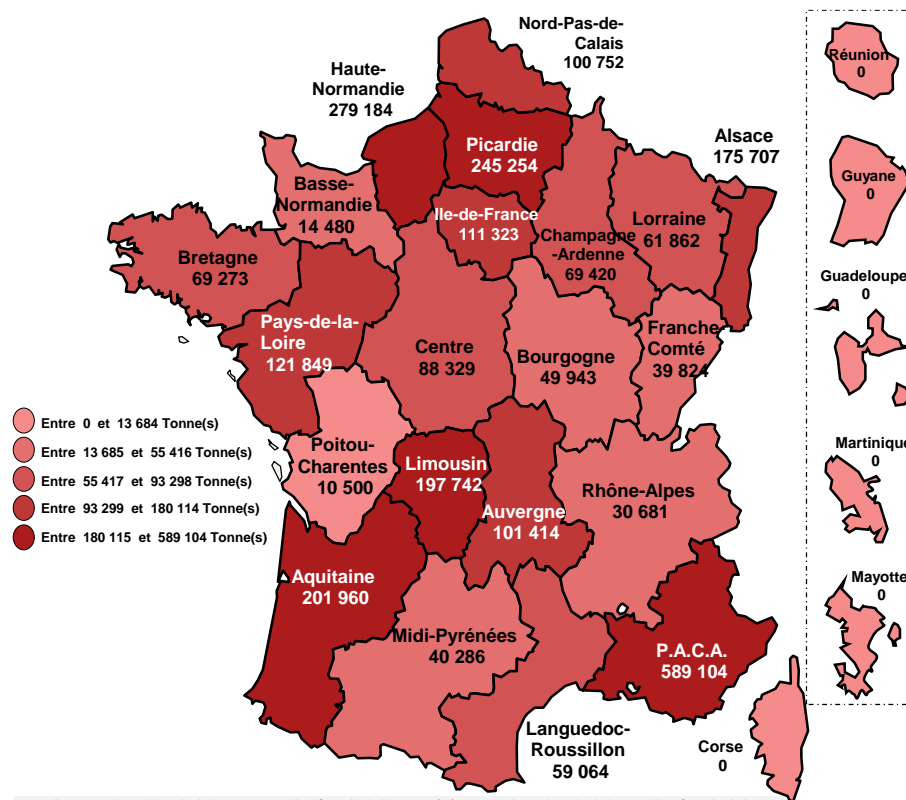 Nord-Pas-de-
Calais
100 752
Haute-
Normandie
279 184
Réunion
0
Picardie
245 254
Alsace
175 707
Basse-
Normandie
14 480
Guyane
0
Ile-de-France
111 323
Lorraine
61 862
Champagne
-Ardenne
69 420
Bretagne
69 273
Guadeloupe
0
Pays-de-la-
Loire
121 849
Centre
88 329
Bourgogne
49 943
Franche
Comté
39 824
Entre 0 et 13 684 Tonne(s)
Entre 13 685 et 55 416 Tonne(s)
Entre 55 417 et 93 298 Tonne(s)
Entre 93 299 et 180 114 Tonne(s)
Entre 180 115 et 589 104 Tonne(s)
Poitou-
Charentes
10 500
Limousin
197 742
Martinique
0
Rhône-Alpes
30 681
Auvergne
101 414
Aquitaine
201 960
Mayotte
0
Midi-Pyrénées
40 286
P.A.C.A.
589 104
Languedoc-
Roussillon
59 064
Corse
0